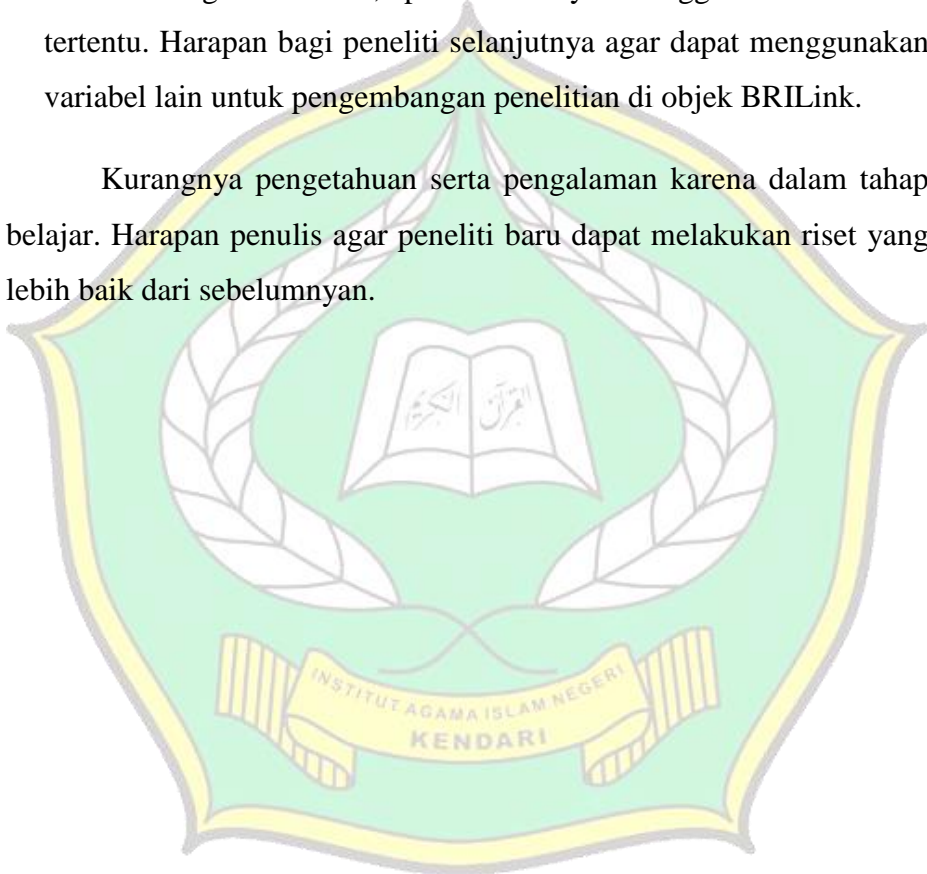 tertentu. Harapan bagi peneliti selanjutnya agar dapat menggunakan
variabel lain untuk pengembangan penelitian di objek BRILink.
Kurangnya pengetahuan serta pengalaman karena dalam tahap
belajar. Harapan penulis agar peneliti baru dapat melakukan riset yang
lebih baik dari sebelumnyan.
القرآن الكريم
INSTITUT AGAMA ISLAM NEGERI
KENDARI